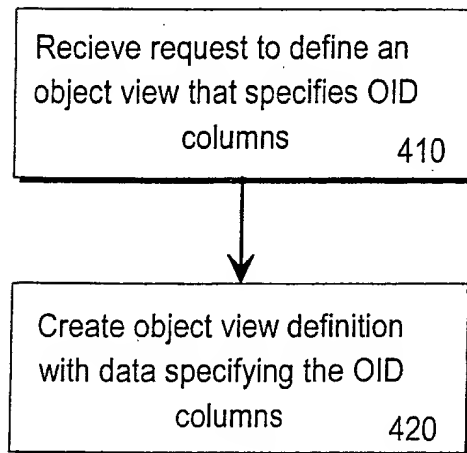 Recieve request to define an
object view that specifies OID
columns
410
Create object view definition
with data specifying the OID
columns
420